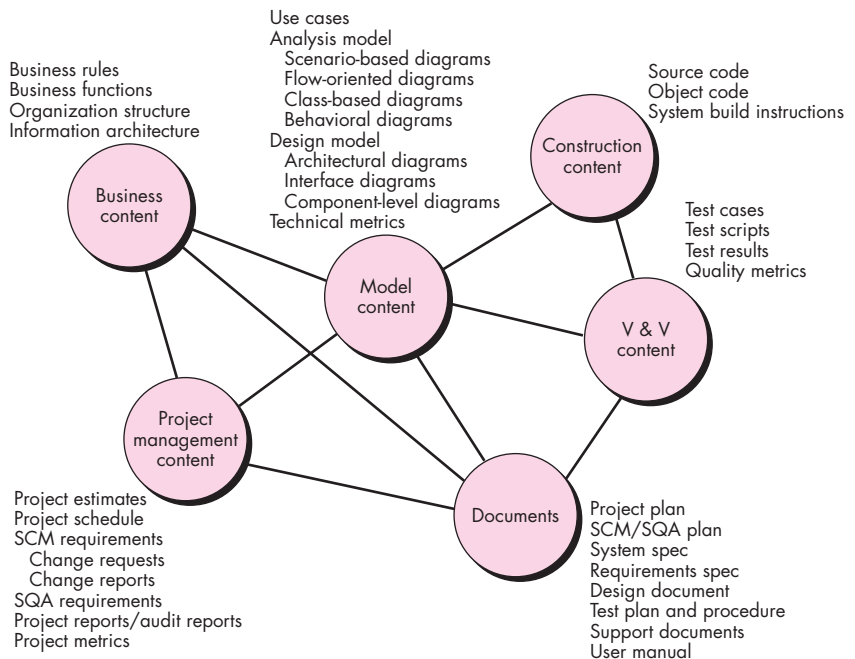 Use cases
Analysis model
Scenario-based diagrams
Flow-oriented diagrams
Class-based diagrams
Behavioral diagrams
Design model
Architectural diagrams
Interface diagrams
Component-level diagrams
Technical metrics
Business rules
Business functions
Organization structure
Information architecture
Source code
Object code
System build instructions
Business
content
Construction
content
Test cases
Test scripts
Test results
Quality metrics
Model
content
V & V
content
Project
management
content
Documents
Project estimates
Project schedule
SCM requirements
Change requests
Change reports
SQA requirements
Project reports/audit reports
Project metrics
Project plan
SCM/SQA plan
System spec
Requirements spec
Design document
Test plan and procedure
Support documents
User manual